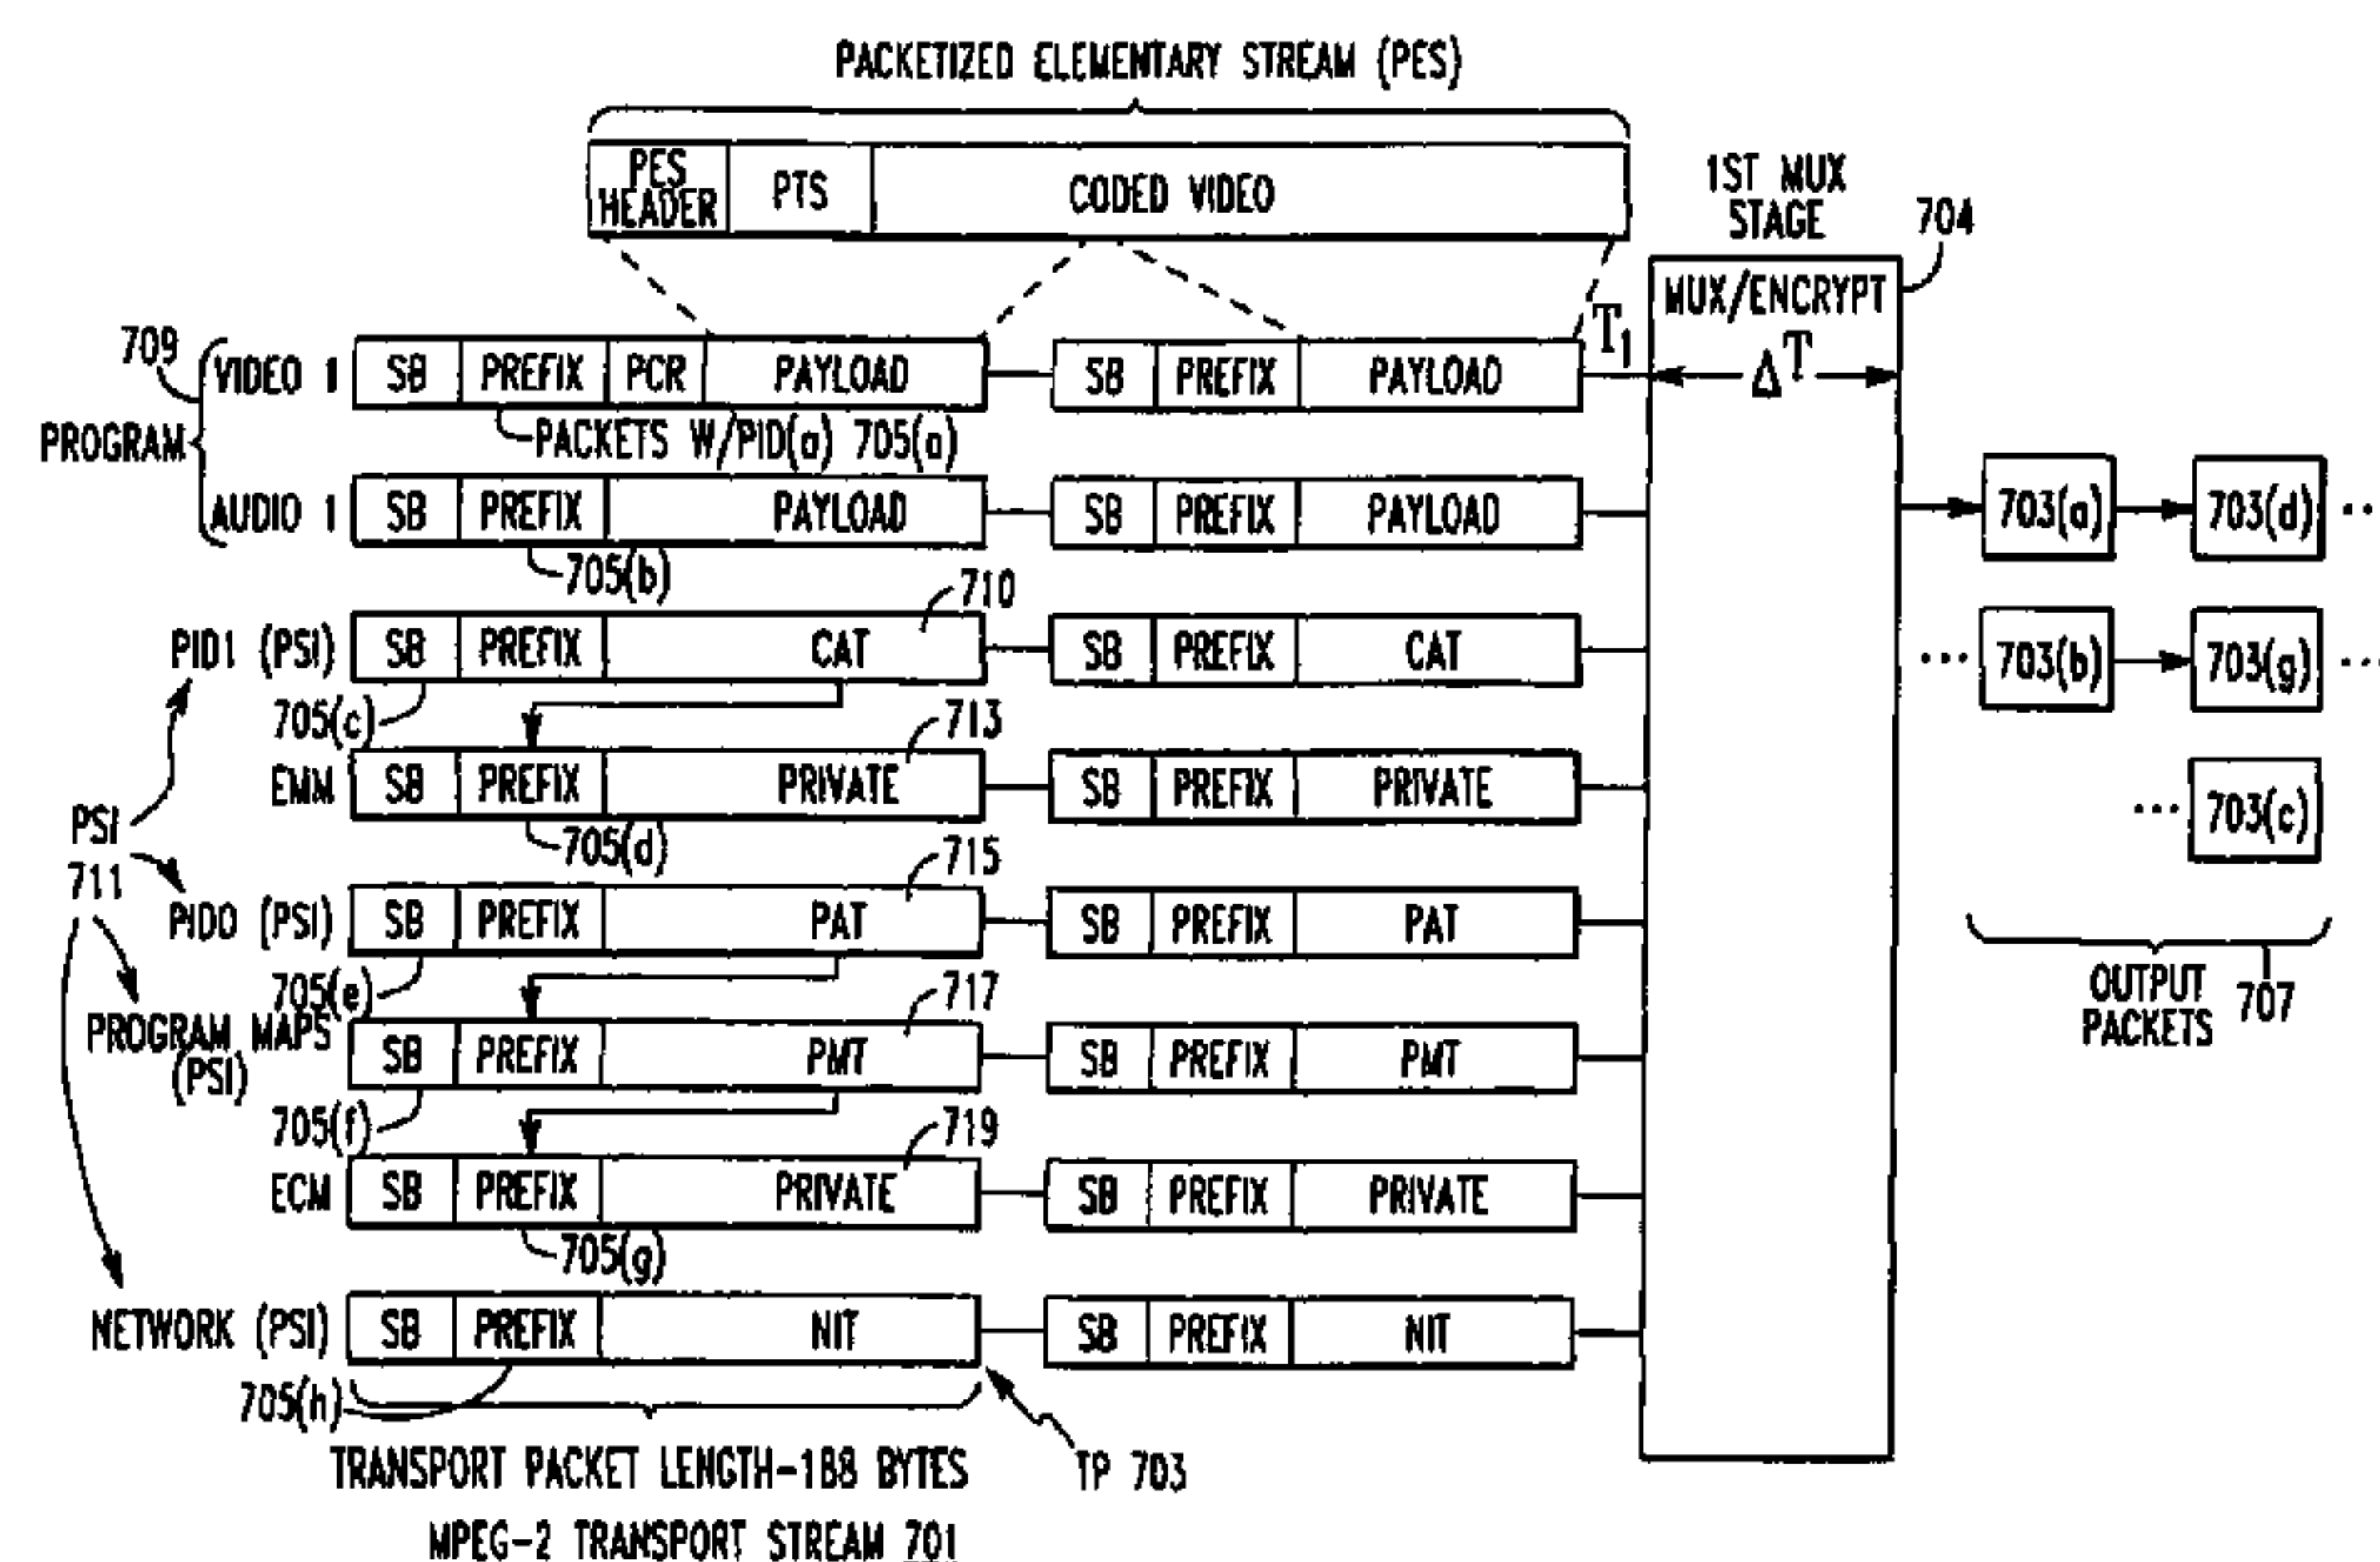 PACKETIZED ELEMENTARY STREAM (PES)
PES HEADER PTS CODED VIDEO
1ST MUX STAGE
704
MUX/ENCRYPT
T1
ΔT
709
PROGRAM
VIDEO 1 SB PREFIX PCR PAYLOAD SB PREFIX PAYLOAD
PACKETS W/PID(a) 705(a)
AUDIO 1 SB PREFIX PAYLOAD SB PREFIX PAYLOAD
705(b)
710
PID1 (PSI) SB PREFIX CAT SB PREFIX CAT
705(c)
713
EMM SB PREFIX PRIVATE SB PREFIX PRIVATE
705(d)
PSI
711
715
PID0 (PSI) SB PREFIX PAT SB PREFIX PAT
705(e)
717
PROGRAM MAPS (PSI) SB PREFIX PMT SB PREFIX PMT
705(f)
719
ECM SB PREFIX PRIVATE SB PREFIX PRIVATE
705(g)
NETWORK (PSI) SB PREFIX NIT SB PREFIX NIT
705(h)
TRANSPORT PACKET LENGTH-188 BYTES
TP 703
MPEG-2 TRANSPORT STREAM 701
703(a) 703(d) ..
... 703(b) 703(g) ...
... 703(c)
OUTPUT PACKETS 707